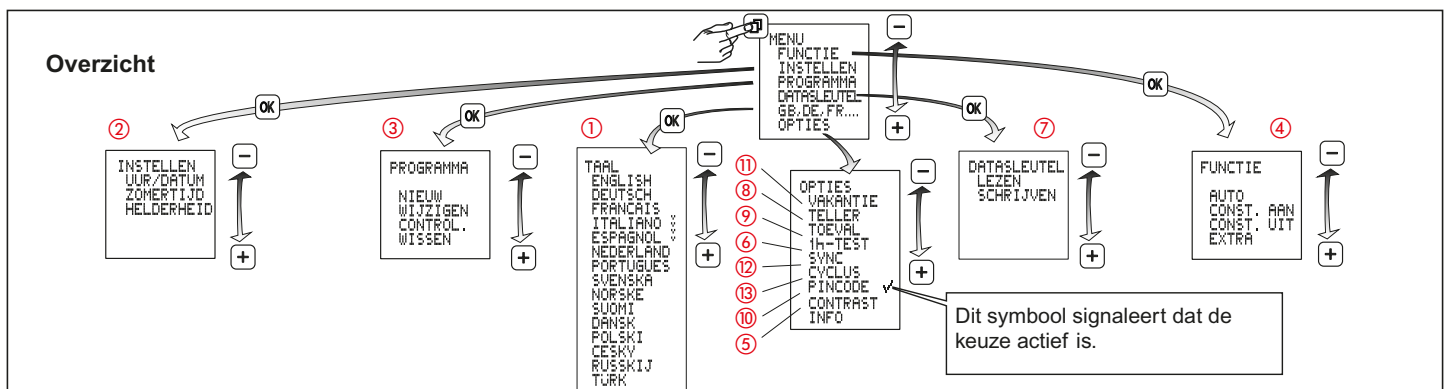 Overzicht
MENU
FUNCTIE
INSTELLEN
PROGRAMMA
DATASLEUTEL
GB,DE,FR....
OPTIES
−
+
OK
OK
OK
OK
OK
②
INSTELLEN
UUR/DATUM
ZOMERTIJD
HELDERHEID
−
+
③
PROGRAMMA
NIEUW
WIJZIGEN
CONTROL.
WISSEN
−
+
①
TAAL
ENGLISH
DEUTSCH
FRANCAIS
ITALIANO
ESPAGNOL
NEDERLAND
PORTUGUES
SVENSKA
NORSKE
SUOMI
DANSK
POLSKI
CESKY
RUSSKIJ
TURK
−
+
OPTIES
⑪ VAKANTIE
⑧ TELLER
⑨ TOEVAL
⑥ 1h-TEST
⑫ SYNC
⑬ CYCLUS
⑩ PINCODE ✓
⑤ CONTRAST
INFO
−
+
Dit symbool signaleert dat de
keuze actief is.
⑦
DATASLEUTEL
LEZEN
SCHRIJVEN
−
+
④
FUNCTIE
AUTO
CONST. AAN
CONST. UIT
EXTRA
−
+